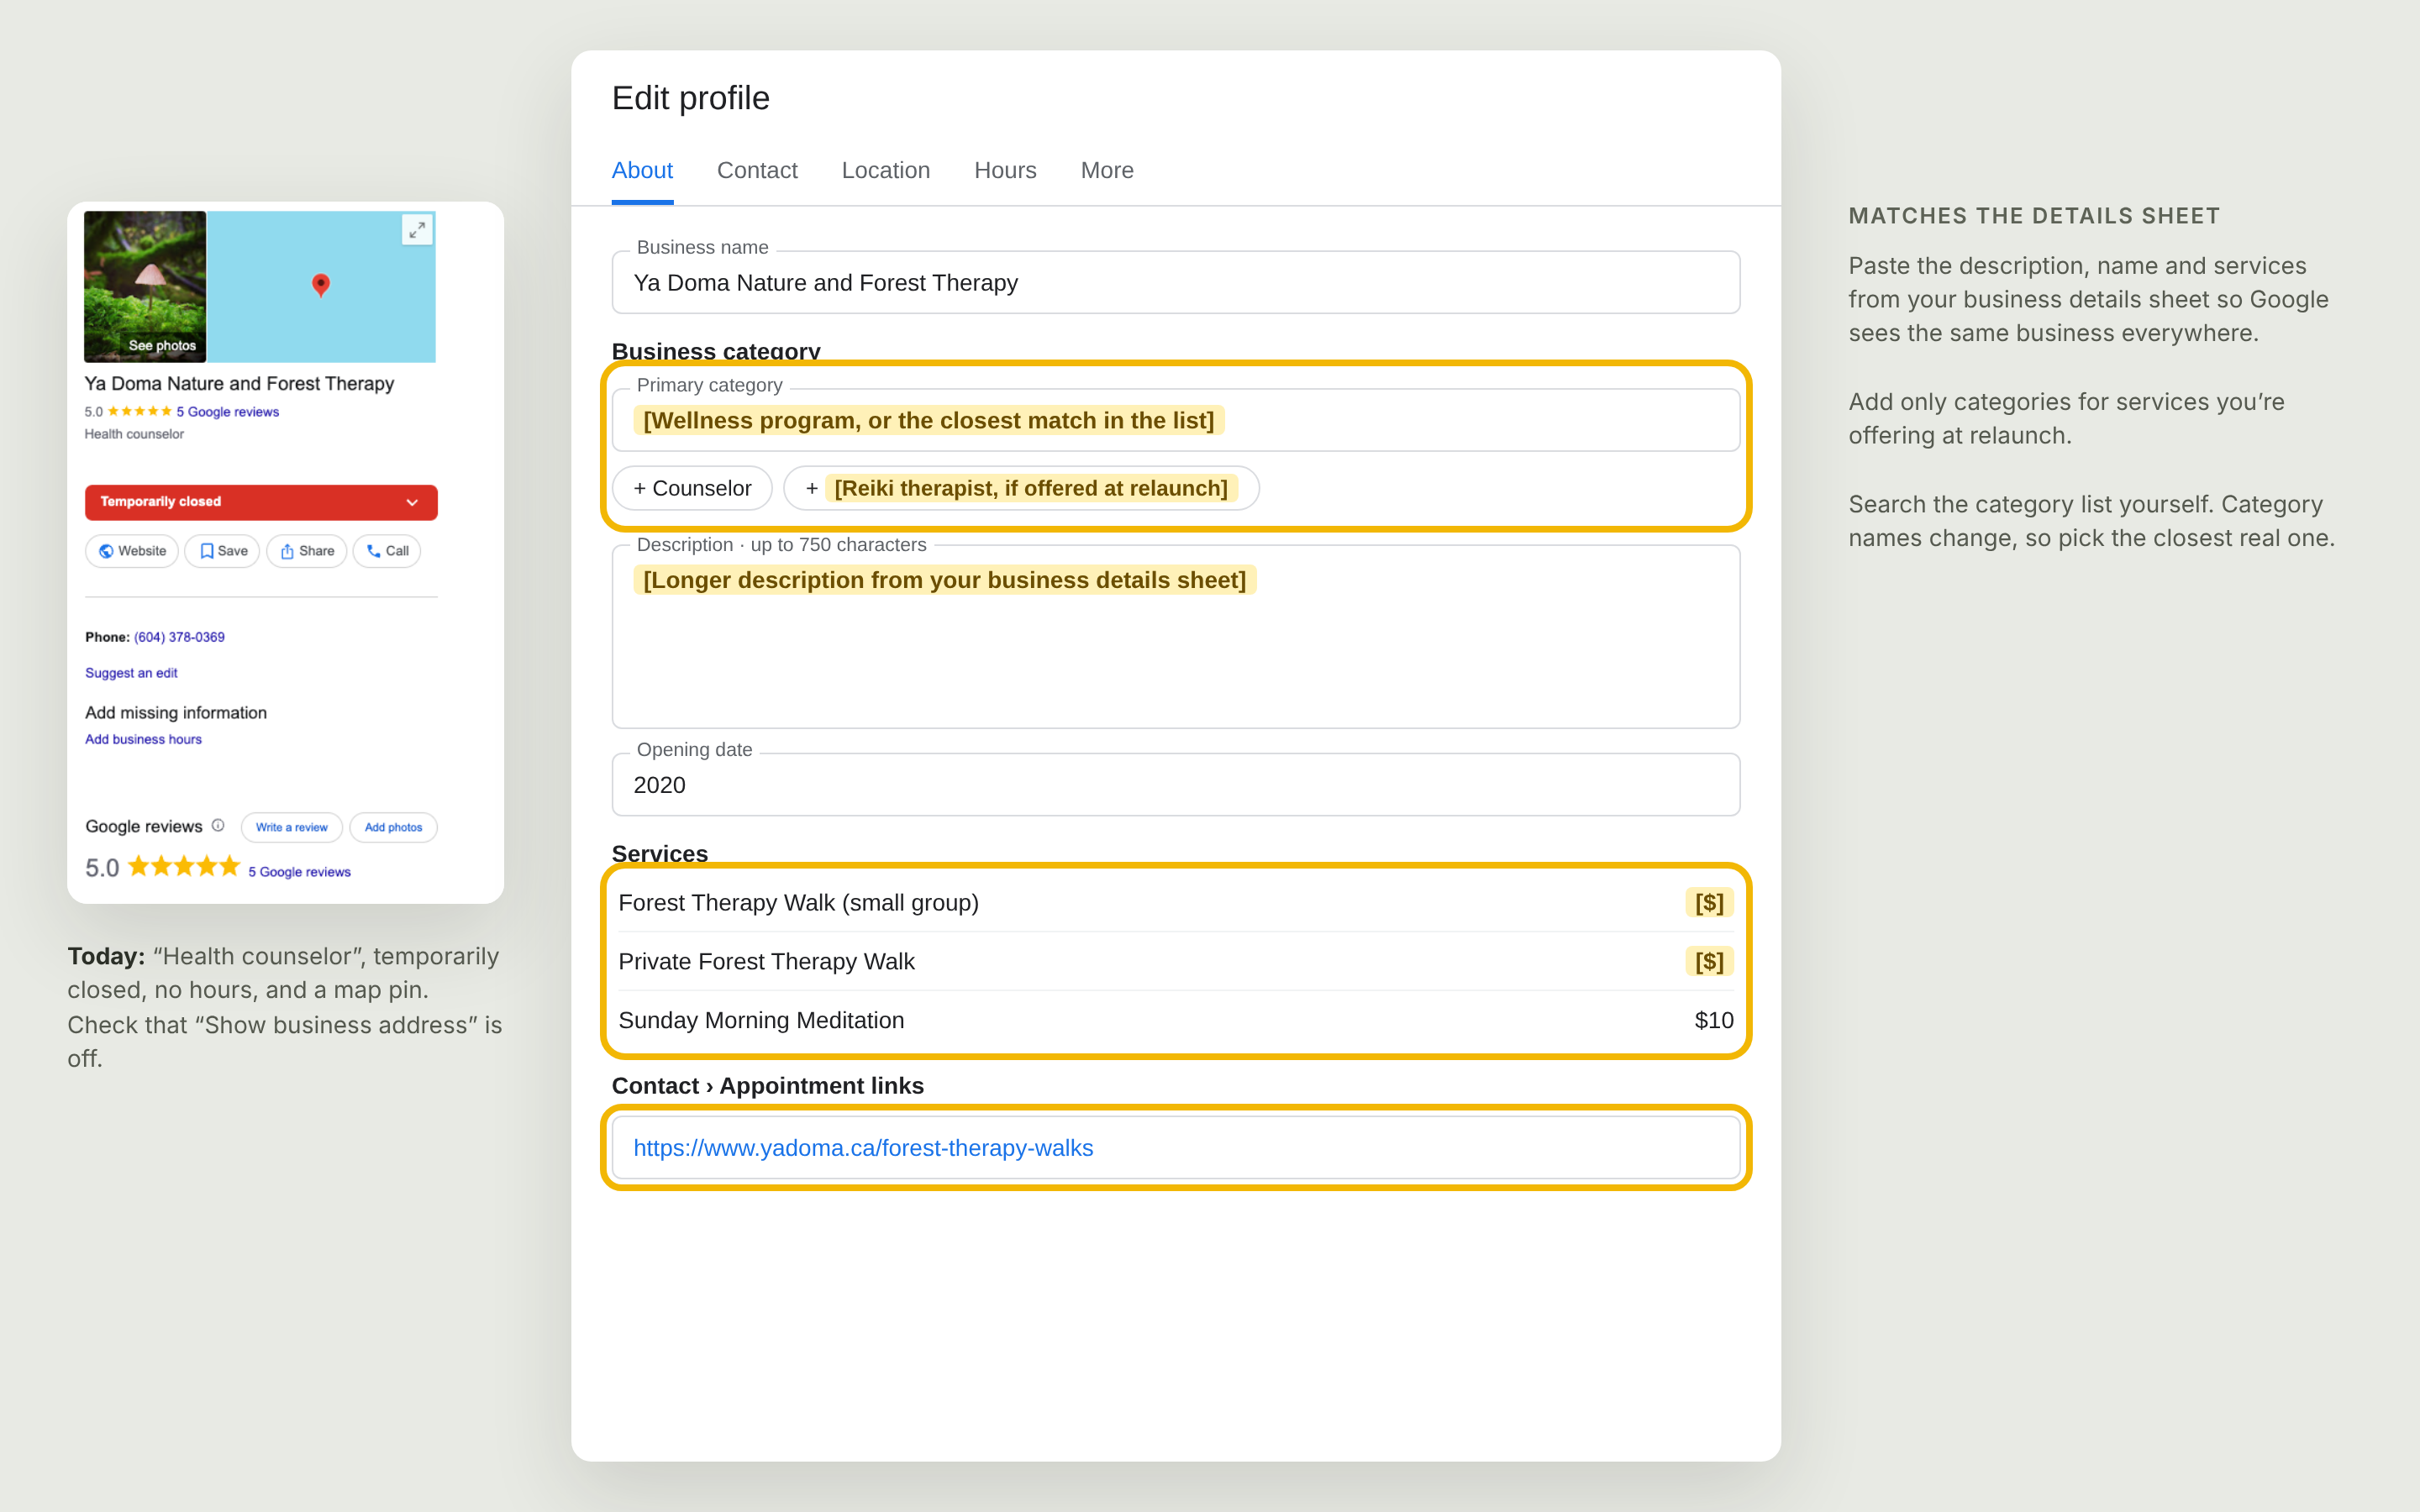 See photos
Ya Doma Nature and Forest Therapy
5.0 ★★★★★ 5 Google reviews
Health counselor
Temporarily closed
Website Save Share Call
Phone: (604) 378-0369
Suggest an edit
Add missing information
Add business hours
Google reviews Write a review Add photos
5.0 ★★★★★ 5 Google reviews
Today: “Health counselor”, temporarily
closed, no hours, and a map pin.
Check that “Show business address” is
off.
Edit profile
About Contact Location Hours More
Business name
Ya Doma Nature and Forest Therapy
Business category
Primary category
[Wellness program, or the closest match in the list]
+ Counselor + [Reiki therapist, if offered at relaunch]
Description · up to 750 characters
[Longer description from your business details sheet]
Opening date
2020
Services
Forest Therapy Walk (small group) [$]
Private Forest Therapy Walk [$]
Sunday Morning Meditation $10
Contact › Appointment links
https://www.yadoma.ca/forest-therapy-walks
MATCHES THE DETAILS SHEET
Paste the description, name and services
from your business details sheet so Google
sees the same business everywhere.
Add only categories for services you’re
offering at relaunch.
Search the category list yourself. Category
names change, so pick the closest real one.